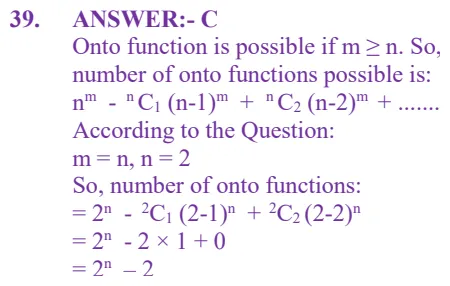 39. ANSWER:- C
Onto function is possible if m ≥ n. So,
number of onto functions possible is:
nᵐ - ⁿC₁ (n-1)ᵐ + ⁿC₂ (n-2)ᵐ + .......
According to the Question:
m = n, n = 2
So, number of onto functions:
= 2ⁿ - ²C₁ (2-1)ⁿ + ²C₂ (2-2)ⁿ
= 2ⁿ - 2 × 1 + 0
= 2ⁿ – 2